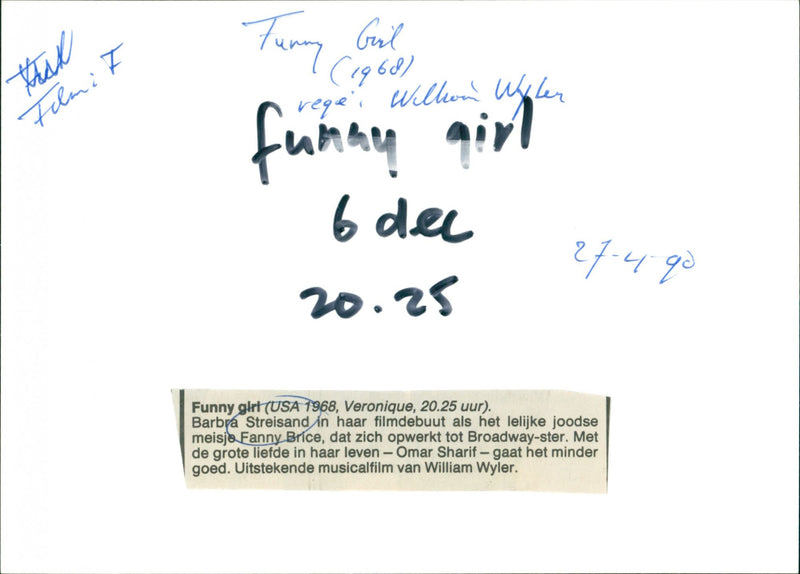 Film: F
Funny Girl
(1968)
regie: William Wyler
funny girl
6 dec
20.25
27-4-90
Funny girl (USA 1968, Veronique, 20.25 uur).
Barbra Streisand in haar filmdebuut als het lelijke joodse
meisje Fanny Brice, dat zich opwerkt tot Broadway-ster. Met
de grote liefde in haar leven – Omar Sharif – gaat het minder
goed. Uitstekende musicalfilm van William Wyler.